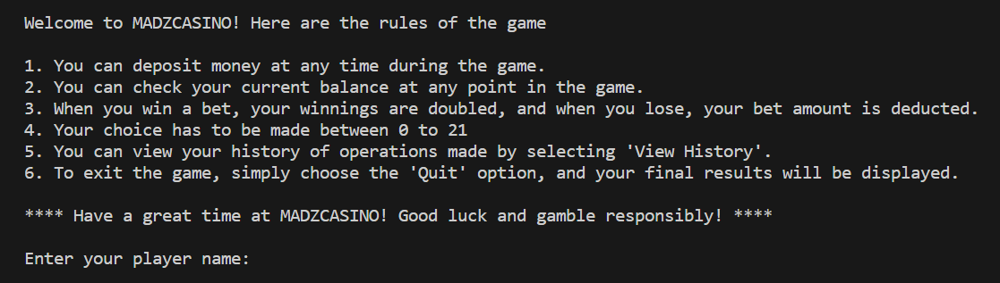 Welcome to MADZCASINO! Here are the rules of the game
1. You can deposit money at any time during the game.
2. You can check your current balance at any point in the game.
3. When you win a bet, your winnings are doubled, and when you lose, your bet amount is deducted.
4. Your choice has to be made between 0 to 21
5. You can view your history of operations made by selecting 'View History'.
6. To exit the game, simply choose the 'Quit' option, and your final results will be displayed.
**** Have a great time at MADZCASINO! Good luck and gamble responsibly! ****
Enter your player name: